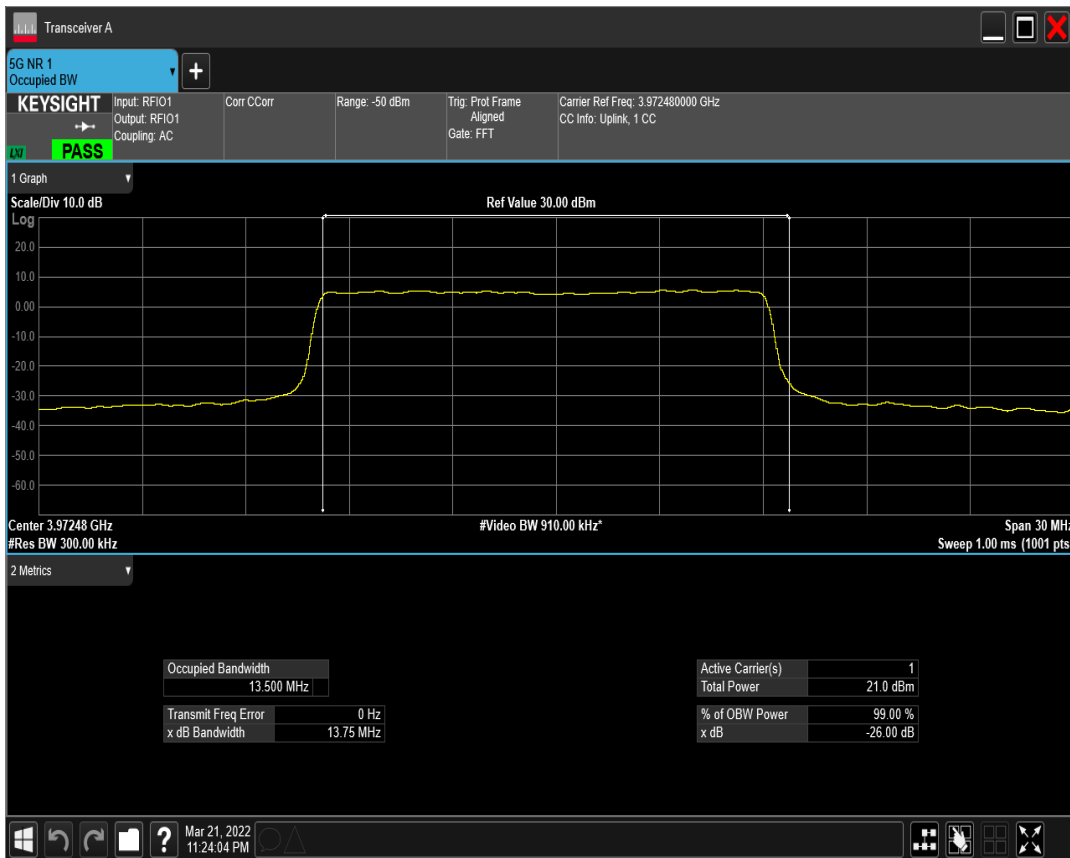 Transceiver A
5G NR 1
Occupied BW
+
KEYSIGHT
LXI
PASS
Input: RFIO1
Output: RFIO1
Coupling: AC
Corr CCorr
Range: -50 dBm
Trig: Prot Frame
Aligned
Gate: FFT
Carrier Ref Freq: 3.972480000 GHz
CC Info: Uplink, 1 CC
1 Graph
Scale/Div 10.0 dB
Ref Value 30.00 dBm
Log
20.0
10.0
0.00
-10.0
-20.0
-30.0
-40.0
-50.0
-60.0
Center 3.97248 GHz
#Video BW 910.00 kHz*
Span 30 MHz
#Res BW 300.00 kHz
Sweep 1.00 ms (1001 pts
2 Metrics
Occupied Bandwidth
13.500 MHz
Transmit Freq Error 0 Hz
x dB Bandwidth 13.75 MHz
Active Carrier(s) 1
Total Power 21.0 dBm
% of OBW Power 99.00 %
x dB -26.00 dB
?
Mar 21, 2022
11:24:04 PM